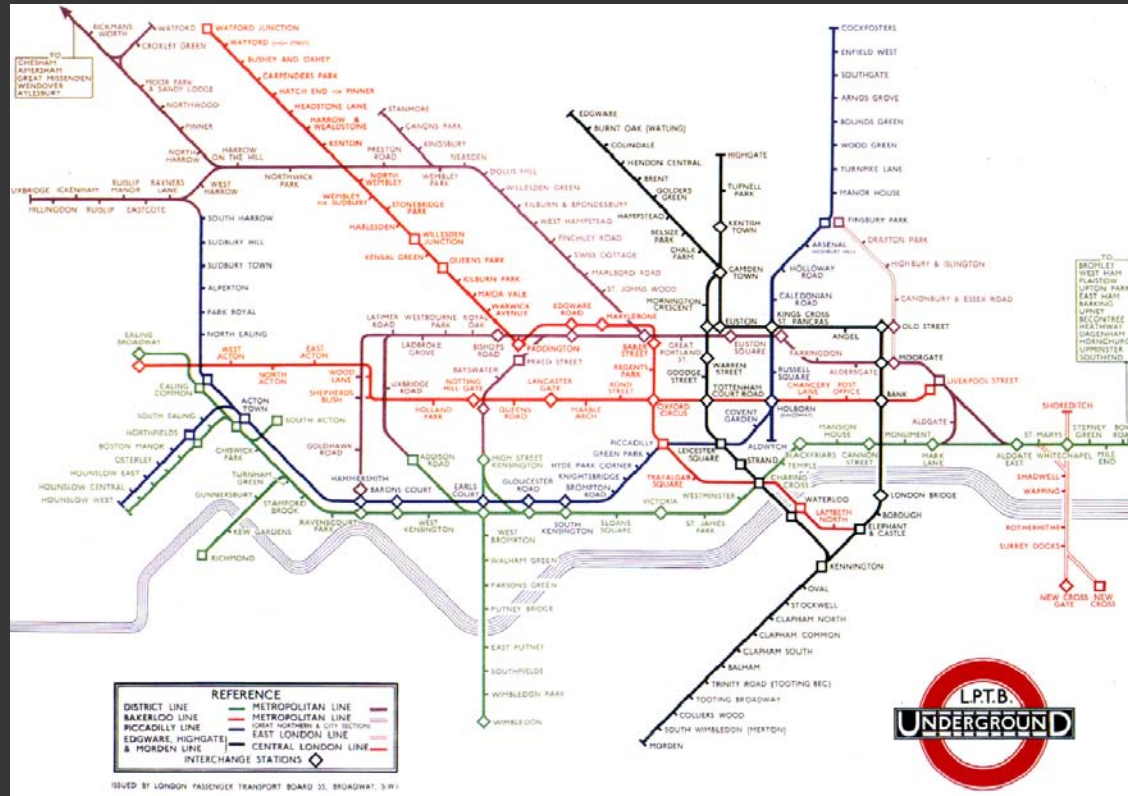 RICKMANS
WORTH
WATFORD
CROXLEY GREEN
TO
CHESHAM
AMERSHAM
GREAT MISSENDEN
WENDOVER
AYLESBURY
MOOR PARK
& SANDY LODGE
NORTHWOOD
PINNER
NORTH
HARROW
HARROW
ON THE HILL
NORTHWICK
PARK
PRESTON
ROAD
WEMBLEY
PARK
NEASDEN
STANMORE
CANONS PARK
KINGSBURY
DOLLIS HILL
WILLESDEN GREEN
KILBURN & BRONDESBURY
WEST HAMPSTEAD
FINCHLEY ROAD
SWISS COTTAGE
MARLBORO ROAD
ST. JOHNS WOOD
UXBRIDGE
ICKENHAM
RUISLIP
MANOR
RAYNERS
LANE
WEST
HARROW
HILLINGDON
RUISLIP
EASTCOTE
WATFORD JUNCTION
WATFORD (HIGH STREET)
BUSHEY AND OXHEY
CARPENDERS PARK
HATCH END FOR PINNER
HEADSTONE LANE
HARROW &
WEALDSTONE
KENTON
NORTH
WEMBLEY
WEMBLEY
FOR SUDBURY
STONEBRIDGE
PARK
HARLESDEN
WILLESDEN
JUNCTION
KENSAL GREEN
QUEENS PARK
KILBURN PARK
MAIDA VALE
WARWICK
AVENUE
SOUTH HARROW
SUDBURY HILL
SUDBURY TOWN
ALPERTON
PARK ROYAL
NORTH EALING
EDGWARE
BURNT OAK (WATLING)
COLINDALE
HENDON CENTRAL
BRENT
GOLDERS
GREEN
HAMPSTEAD
BELSIZE
PARK
CHALK
FARM
HIGHGATE
TUFNELL
PARK
KENTISH
TOWN
CAMDEN
TOWN
MORNINGTON
CRESCENT
COCKFOSTERS
ENFIELD WEST
SOUTHGATE
ARNOS GROVE
BOUNDS GREEN
WOOD GREEN
TURNPIKE LANE
MANOR HOUSE
FINSBURY PARK
ARSENAL
(HIGHBURY HILL)
HOLLOWAY
ROAD
CALEDONIAN
ROAD
DRAYTON PARK
HIGHBURY & ISLINGTON
CANONBURY & ESSEX ROAD
OLD STREET
TO
BROMLEY
WEST HAM
PLAISTOW
UPTON PARK
EAST HAM
BARKING
UPNEY
BECONTREE
HEATHWAY
DAGENHAM
HORNCHURCH
UPMINSTER
SOUTHEND
EALING
BROADWAY
WEST
ACTON
NORTH
ACTON
EAST
ACTON
WOOD
LANE
SHEPHERDS
BUSH
LATIMER
ROAD
WESTBOURNE
PARK
ROYAL
OAK
LADBROKE
GROVE
BISHOPS
ROAD
PADDINGTON
PRAED STREET
BAYSWATER
EDGWARE
ROAD
MARYLEBONE
BAKER
STREET
GREAT
PORTLAND
ST
EUSTON
EUSTON
SQUARE
KINGS CROSS
ST PANCRAS
ANGEL
FARRINGDON
ALDERSGATE
MOORGATE
LIVERPOOL STREET
UXBRIDGE
ROAD
HOLLAND
PARK
NOTTING
HILL GATE
QUEENS
ROAD
LANCASTER
GATE
MARBLE
ARCH
BOND
STREET
REGENTS
PARK
OXFORD
CIRCUS
GOODGE
STREET
WARREN
STREET
TOTTENHAM
COURT ROAD
RUSSELL
SQUARE
HOLBORN
(KINGSWAY)
CHANCERY
LANE
POST
OFFICE
BANK
COVENT
GARDEN
ALDWYCH
EALING
COMMON
ACTON
TOWN
SOUTH ACTON
SOUTH EALING
NORTHFIELDS
BOSTON MANOR
OSTERLEY
HOUNSLOW EAST
HOUNSLOW CENTRAL
HOUNSLOW WEST
CHISWICK
PARK
TURNHAM
GREEN
GUNNERSBURY
KEW GARDENS
RICHMOND
STAMFORD
BROOK
RAVENSCOURT
PARK
GOLDHAWK
ROAD
HAMMERSMITH
BARONS COURT
WEST
KENSINGTON
ADDISON
ROAD
EARLS
COURT
HIGH STREET
KENSINGTON
GLOUCESTER
ROAD
SOUTH
KENSINGTON
BROMPTON
ROAD
KNIGHTSBRIDGE
HYDE PARK CORNER
GREEN PARK
PICCADILLY
LEICESTER
SQUARE
STRAND
TRAFALGAR
SQUARE
CHARING
CROSS
SLOANE
SQUARE
VICTORIA
ST. JAMES
PARK
WESTMINSTER
TEMPLE
BLACKFRIARS
MANSION
HOUSE
CANNON
STREET
MONUMENT
MARK
LANE
ALDGATE
ALDGATE
EAST
ST. MARYS
WHITECHAPEL
STEPNEY
GREEN
MILE
END
SHOREDITCH
SHADWELL
WAPPING
ROTHERHITHE
SURREY DOCKS
NEW CROSS
GATE
NEW
CROSS
WATERLOO
LAMBETH
NORTH
LONDON BRIDGE
BOROUGH
ELEPHANT
& CASTLE
KENNINGTON
OVAL
STOCKWELL
CLAPHAM NORTH
CLAPHAM COMMON
CLAPHAM SOUTH
BALHAM
TRINITY ROAD (TOOTING BEC)
TOOTING BROADWAY
COLLIERS WOOD
SOUTH WIMBLEDON (MERTON)
MORDEN
WEST
BROMPTON
WALHAM GREEN
PARSONS GREEN
PUTNEY BRIDGE
EAST PUTNEY
SOUTHFIELDS
WIMBLEDON PARK
WIMBLEDON
REFERENCE
DISTRICT LINE
BAKERLOO LINE
PICCADILLY LINE
EDGWARE, HIGHGATE
& MORDEN LINE
METROPOLITAN LINE
METROPOLITAN LINE
(GREAT NORTHERN & CITY SECTION)
EAST LONDON LINE
CENTRAL LONDON LINE
INTERCHANGE STATIONS
ISSUED BY LONDON PASSENGER TRANSPORT BOARD 55, BROADWAY, S.W.1
L.P.T.B.
UNDERGROUND